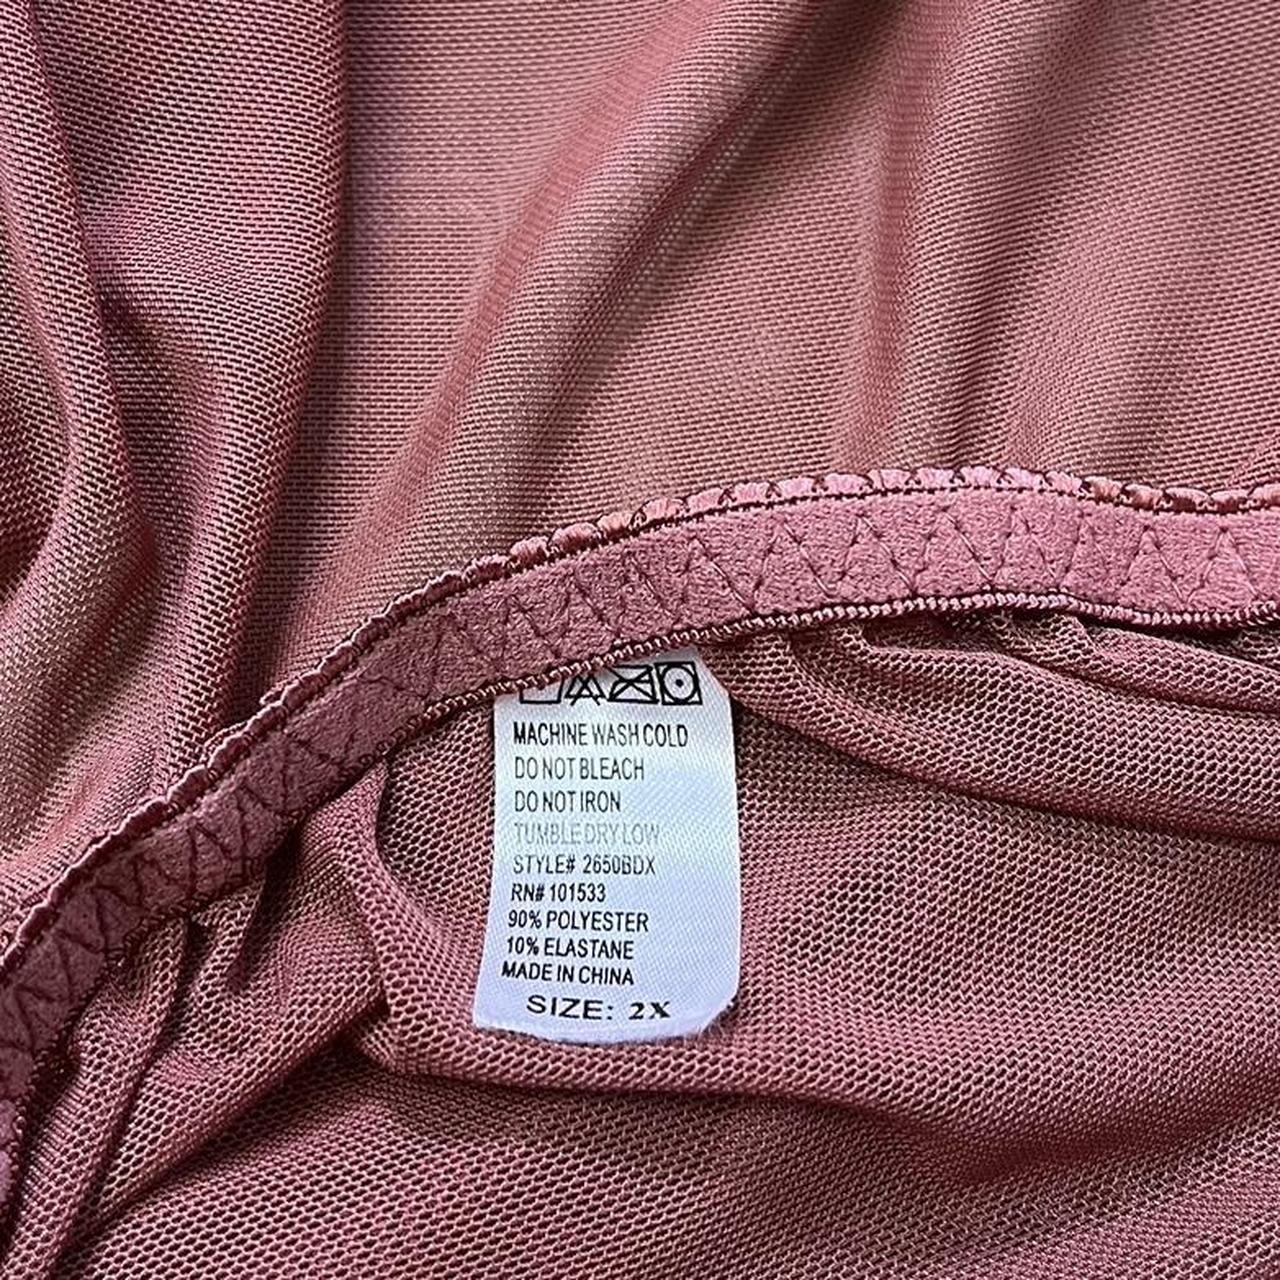 MACHINE WASH COLD
DO NOT BLEACH
DO NOT IRON
TUMBLE DRY LOW
STYLE# 2650BDX
RN# 101533
90% POLYESTER
10% ELASTANE
MADE IN CHINA
SIZE: 2X